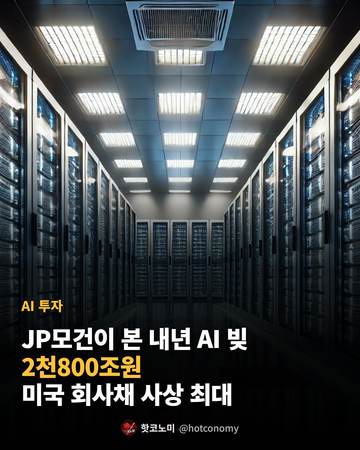 AI 투자
JP모건이 본 내년 AI 빚
2천800조원
미국 회사채 사상 최대
핫코노미 @hotconomy